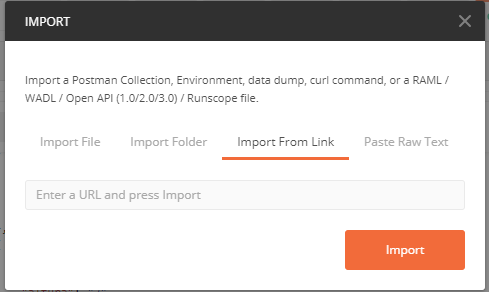 IMPORT
Import a Postman Collection, Environment, data dump, curl command, or a RAML /
WADL / Open API (1.0/2.0/3.0) / Runscope file.
Import File Import Folder Import From Link Paste Raw Text
Enter a URL and press Import
Import